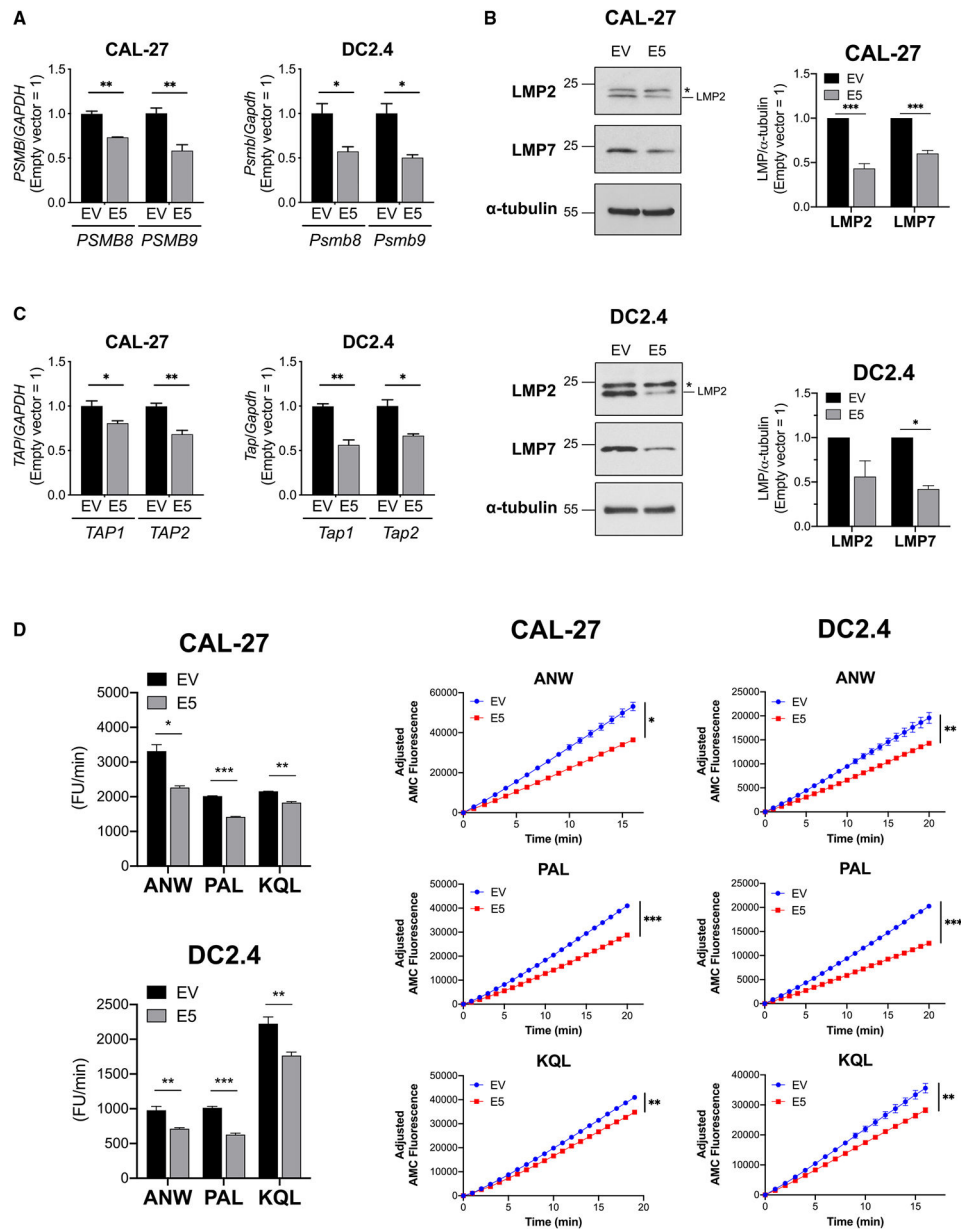 A
CAL-27
PSMB/GAPDH
(Empty vector = 1)
1.5
1.0
0.5
0.0
**
**
EV E5 EV E5
PSMB8 PSMB9
DC2.4
Psmb/Gapdh
(Empty vector = 1)
1.5
1.0
0.5
0.0
*
*
EV E5 EV E5
Psmb8 Psmb9
B
CAL-27
EV E5
LMP2
25
*
LMP2
LMP7
25
α-tubulin
55
CAL-27
EV
E5
LMP/α-tubulin
(Empty vector = 1)
1.5
1.0
0.5
0.0
***
***
LMP2 LMP7
C
CAL-27
TAP/GAPDH
(Empty vector = 1)
1.5
1.0
0.5
0.0
*
**
EV E5 EV E5
TAP1 TAP2
DC2.4
Tap/Gapdh
(Empty vector = 1)
1.5
1.0
0.5
0.0
**
*
EV E5 EV E5
Tap1 Tap2
DC2.4
EV E5
LMP2
25
*
LMP2
LMP7
25
α-tubulin
55
DC2.4
EV
E5
LMP/α-tubulin
(Empty vector = 1)
1.5
1.0
0.5
0.0
*
LMP2 LMP7
D
CAL-27
EV
E5
(FU/min)
5000
4000
3000
2000
1000
0
*
***
**
ANW PAL KQL
DC2.4
EV
E5
(FU/min)
2500
2000
1500
1000
500
0
**
***
**
ANW PAL KQL
CAL-27
ANW
EV
E5
Adjusted
AMC Fluorescence
60000
40000
20000
0
*
0 5 10 15
Time (min)
PAL
EV
E5
Adjusted
AMC Fluorescence
50000
40000
30000
20000
10000
0
***
0 5 10 15 20
Time (min)
KQL
EV
E5
Adjusted
AMC Fluorescence
50000
40000
30000
20000
10000
0
**
0 5 10 15 20
Time (min)
DC2.4
ANW
EV
E5
Adjusted
AMC Fluorescence
25000
20000
15000
10000
5000
0
**
0 5 10 15 20
Time (min)
PAL
EV
E5
Adjusted
AMC Fluorescence
25000
20000
15000
10000
5000
0
***
0 5 10 15 20
Time (min)
KQL
EV
E5
Adjusted
AMC Fluorescence
40000
30000
20000
10000
0
**
0 5 10 15
Time (min)